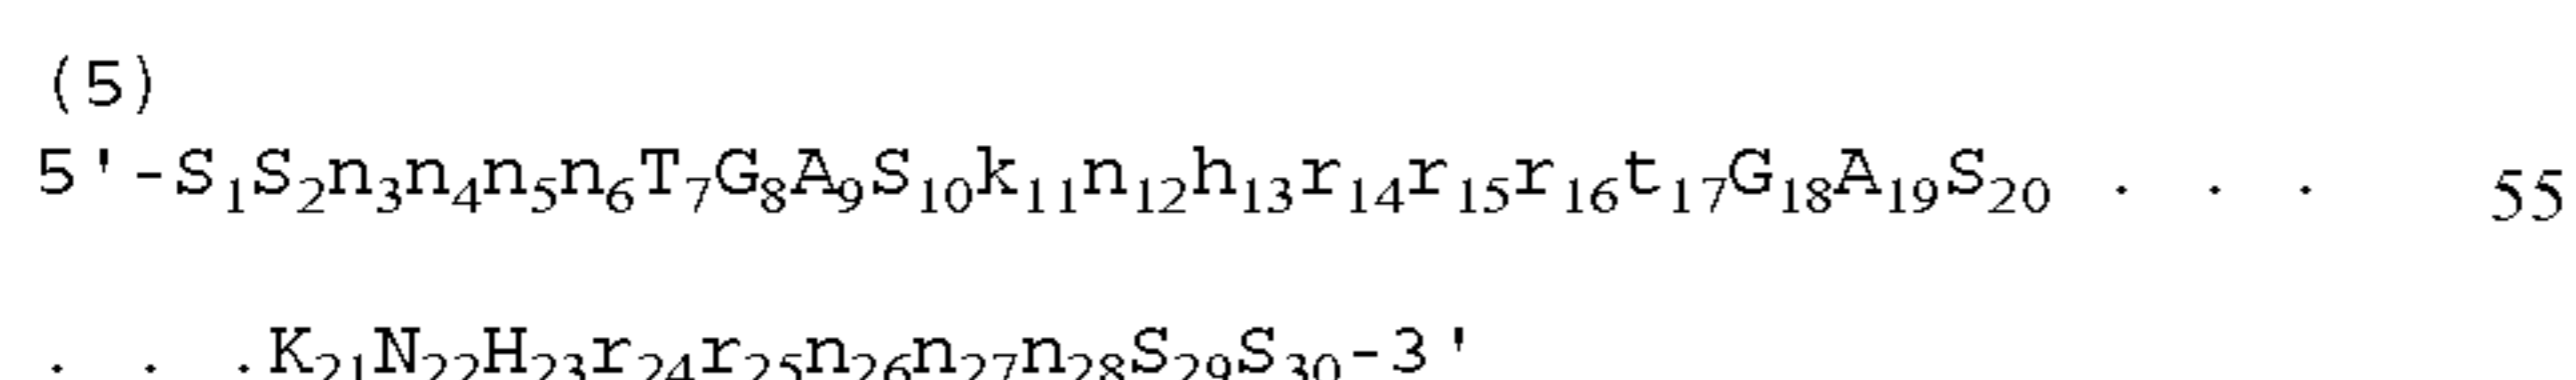 (5)
5'-S₁S₂n₃n₄n₅n₆T₇G₈A₉S₁₀k₁₁n₁₂h₁₃r₁₄r₁₅r₁₆t₁₇G₁₈A₁₉S₂₀ . . . 55
. . .K₂₁N₂₂H₂₃r₂₄r₂₅n₂₆n₂₇n₂₈S₂₉S₃₀-3'